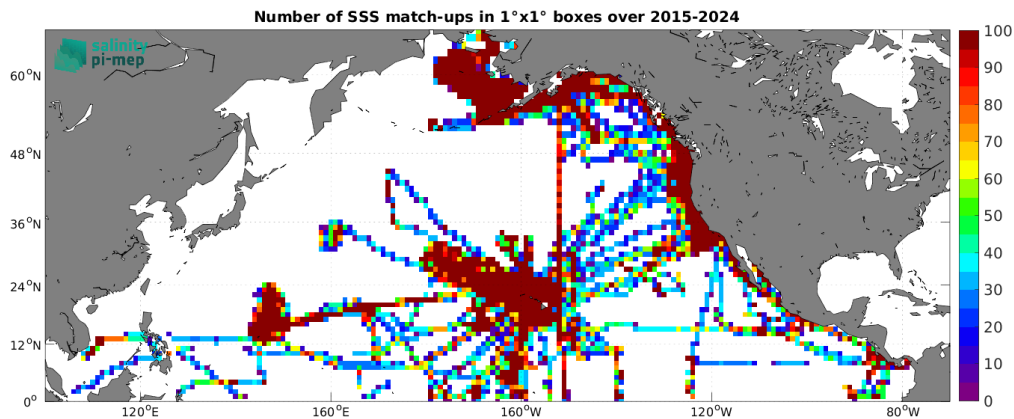 Number of SSS match-ups in 1°x1° boxes over 2015-2024
salinity
pi-mep
60°N
48°N
36°N
24°N
12°N
0°
120°E
160°E
160°W
120°W
80°W
100
90
80
70
60
50
40
30
20
10
0